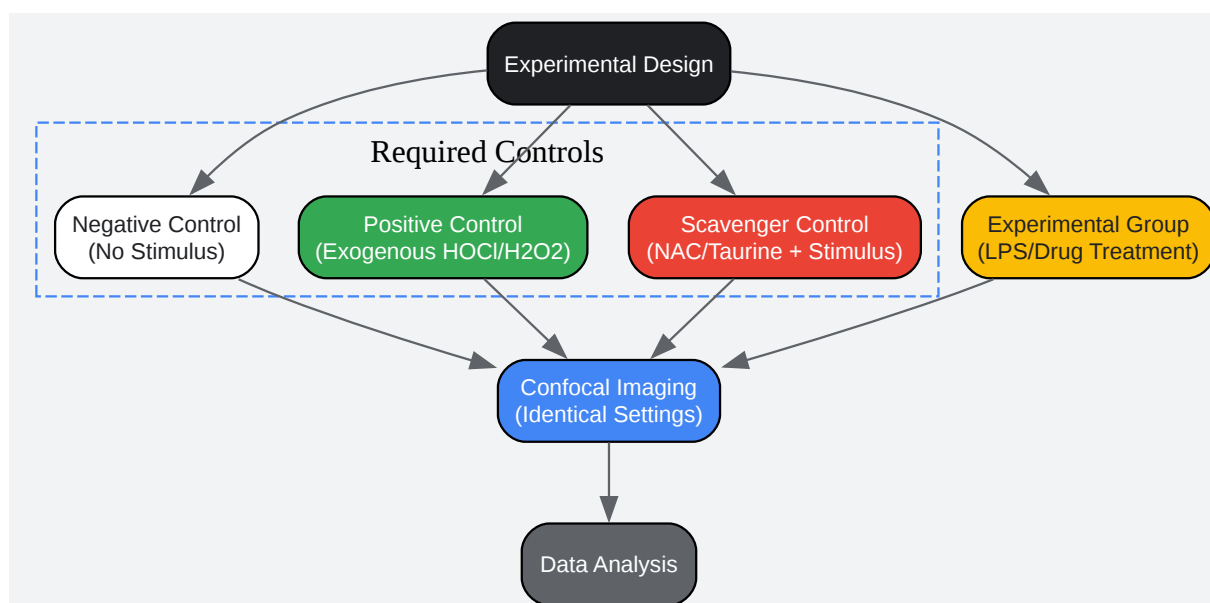 Experimental Design
Required Controls
Negative Control
(No Stimulus)
Positive Control
(Exogenous HOCl/H2O2)
Scavenger Control
(NAC/Taurine + Stimulus)
Experimental Group
(LPS/Drug Treatment)
Confocal Imaging
(Identical Settings)
Data Analysis